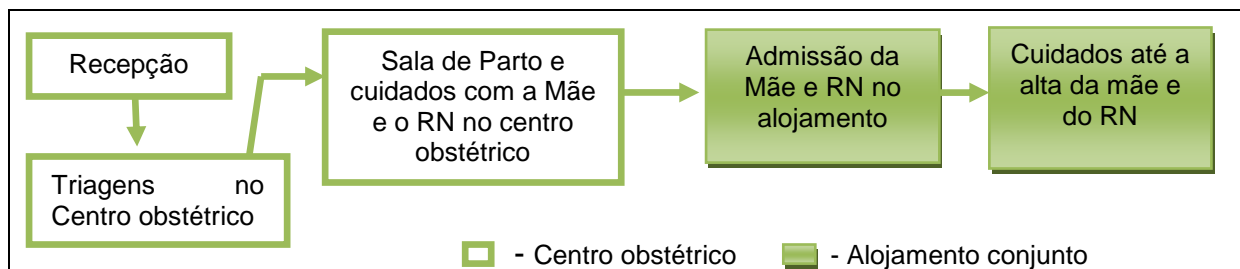 Recepção
Triagens no
Centro obstétrico
Sala de Parto e
cuidados com a Mãe
e o RN no centro
obstétrico
Admissão da
Mãe e RN no
alojamento
Cuidados até a
alta da mãe e
do RN
- Centro obstétrico
- Alojamento conjunto